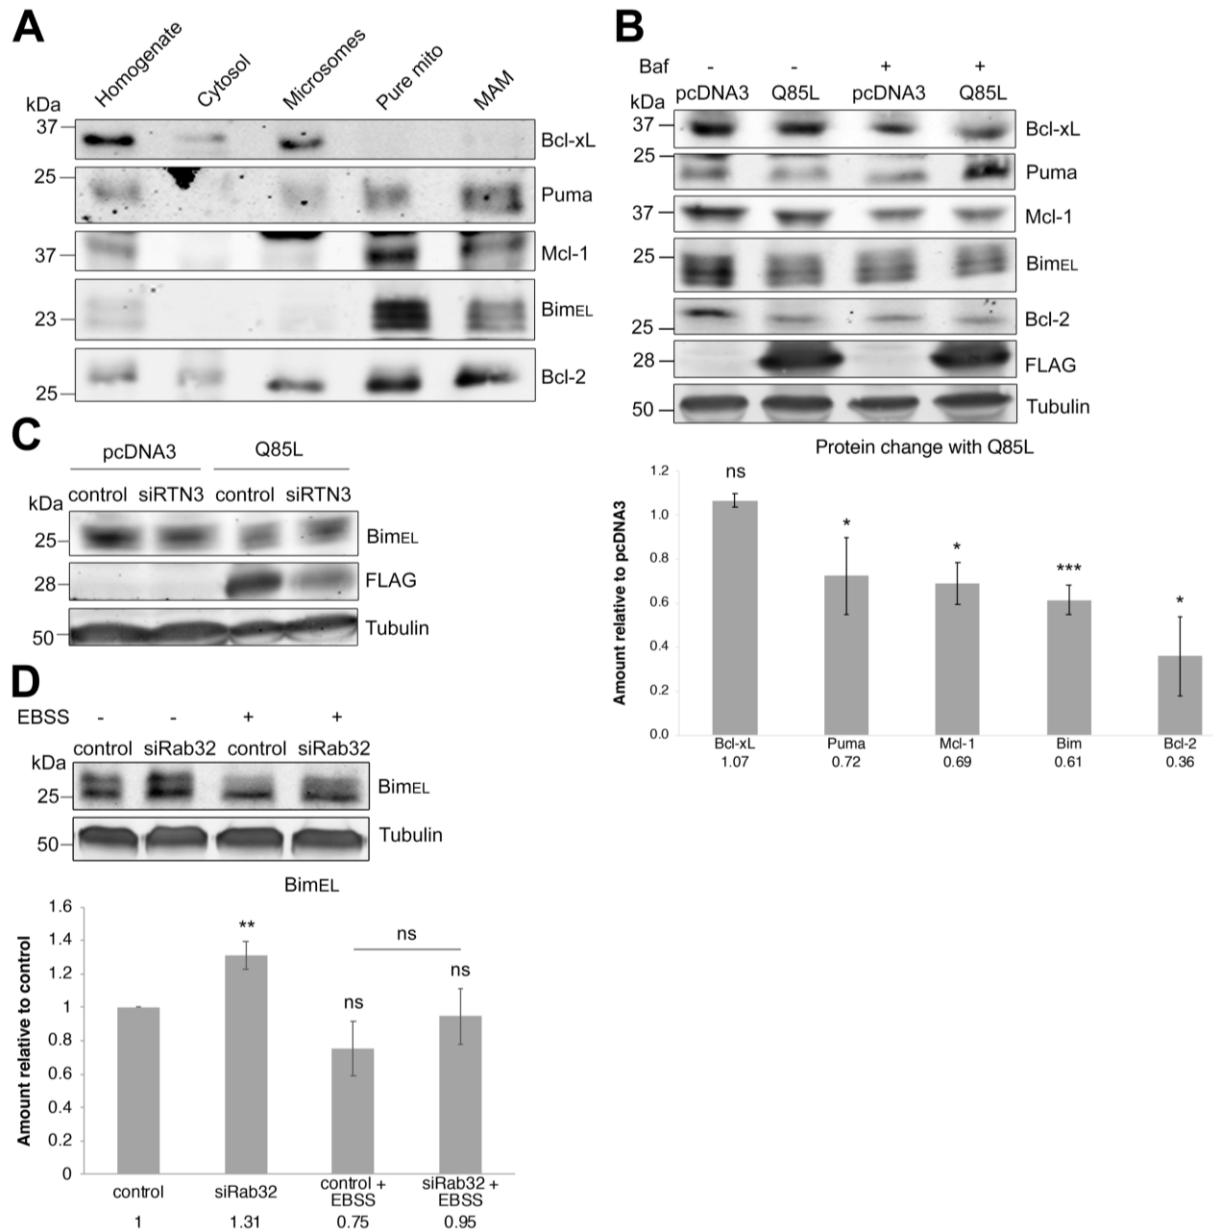 A
Homogenate
Cytosol
Microsomes
Pure mito
MAM
kDa
37
Bcl-xL
25
Puma
37
Mcl-1
23
BimEL
25
Bcl-2
B
Baf - - + +
kDa pcDNA3 Q85L pcDNA3 Q85L
37
Bcl-xL
25
Puma
37
Mcl-1
25
BimEL
25
Bcl-2
28
FLAG
50
Tubulin
Protein change with Q85L
Amount relative to pcDNA3
1.2
1.0
0.8
0.6
0.4
0.2
0.0
ns
*
*
***
*
Bcl-xL Puma Mcl-1 Bim Bcl-2
1.07 0.72 0.69 0.61 0.36
C
pcDNA3 Q85L
kDa control siRTN3 control siRTN3
25
BimEL
28
FLAG
50
Tubulin
D
EBSS - - + +
control siRab32 control siRab32
kDa
25
BimEL
50
Tubulin
BimEL
Amount relative to control
1.6
1.4
1.2
1
0.8
0.6
0.4
0.2
0
**
ns
ns
ns
control siRab32 control + EBSS siRab32 + EBSS
1 1.31 0.75 0.95